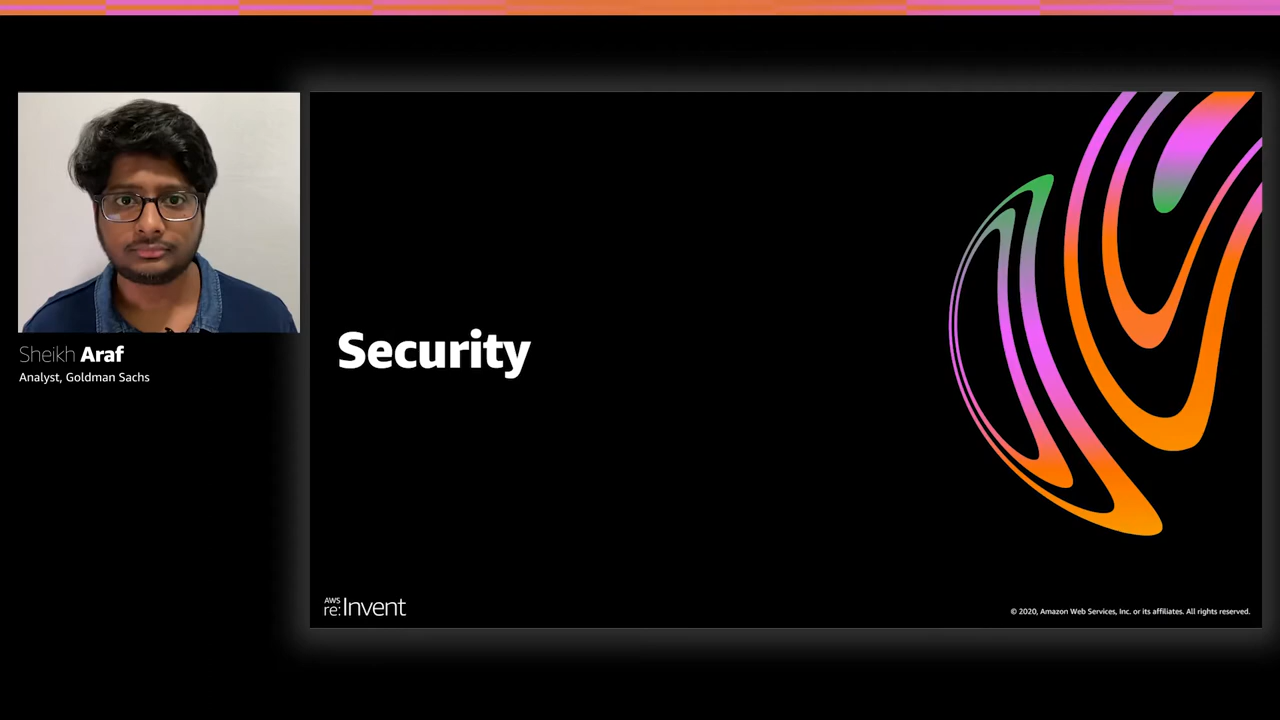 Sheikh Araf
Analyst, Goldman Sachs
Security
AWS
re:Invent
© 2020, Amazon Web Services, Inc. or its affiliates. All rights reserved.